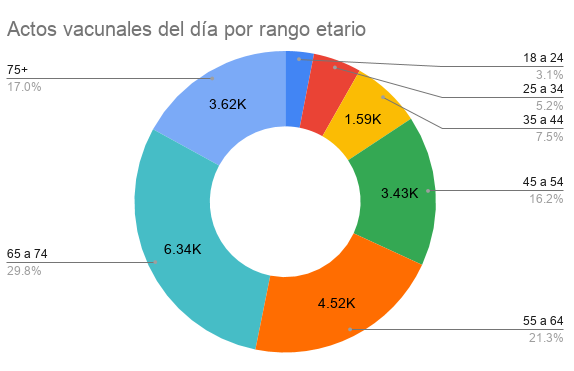 Actos vacunales del día por rango etario
18 a 24
3.1%
25 a 34
5.2%
35 a 44
7.5%
45 a 54
16.2%
55 a 64
21.3%
65 a 74
29.8%
75+
17.0%
1.59K
3.43K
4.52K
6.34K
3.62K